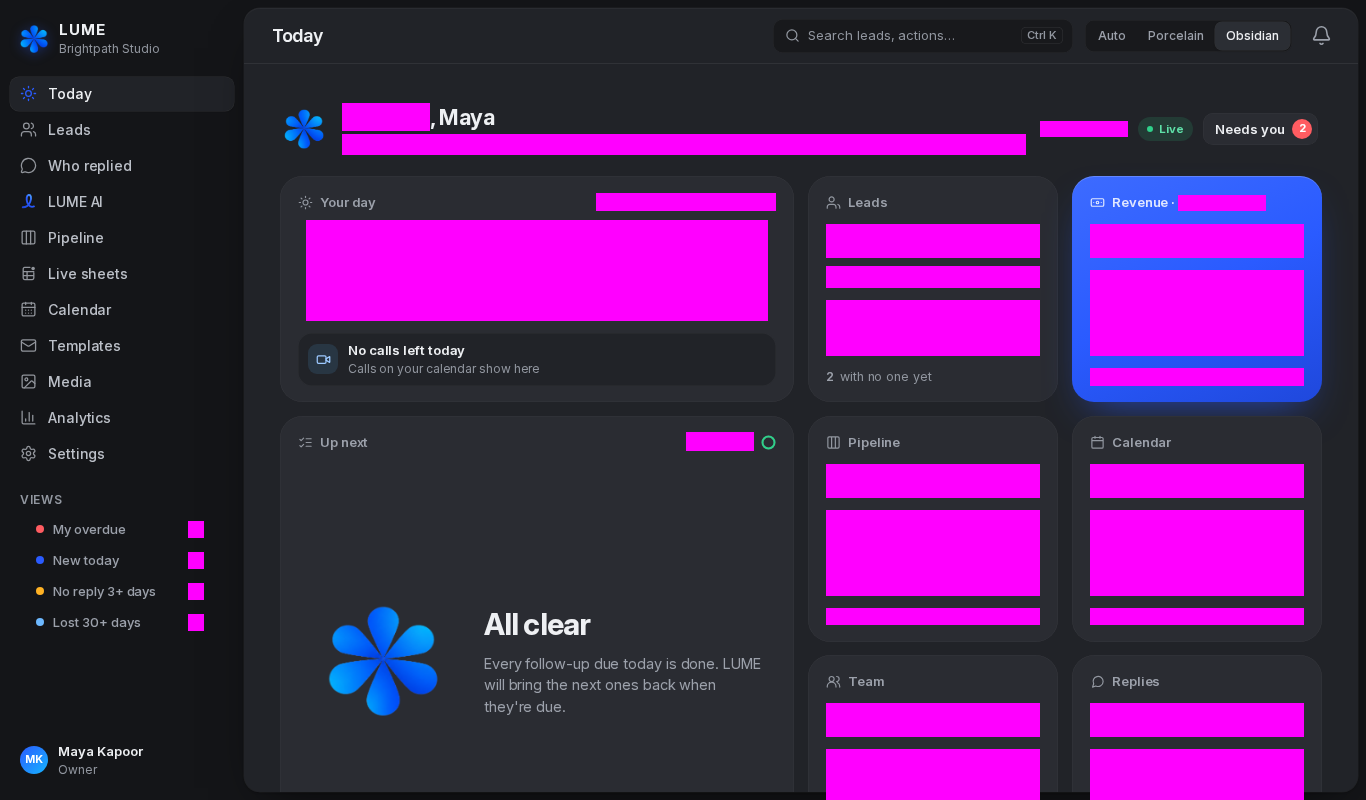 LUME
Brightpath Studio
Today
Leads
Who replied
LUME AI
Pipeline
Live sheets
Calendar
Templates
Media
Analytics
Settings
VIEWS
My overdue
New today
No reply 3+ days
Lost 30+ days
MK
Maya Kapoor
Owner
Today
Search leads, actions...
Ctrl K
Auto
Porcelain
Obsidian
, Maya
Live
Needs you 2
Your day
No calls left today
Calls on your calendar show here
Leads
2 with no one yet
Revenue ·
Up next
All clear
Every follow-up due today is done. LUME
will bring the next ones back when
they're due.
Pipeline
Calendar
Team
Replies